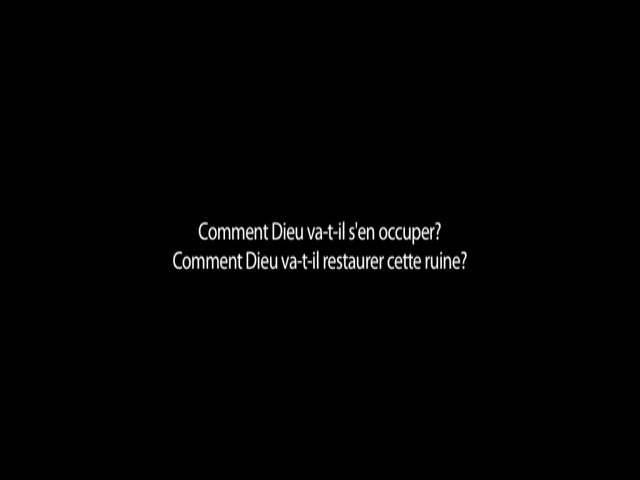 Comment Dieu va-t-il s'en occuper?
Comment Dieu va-t-il restaurer cette ruine?